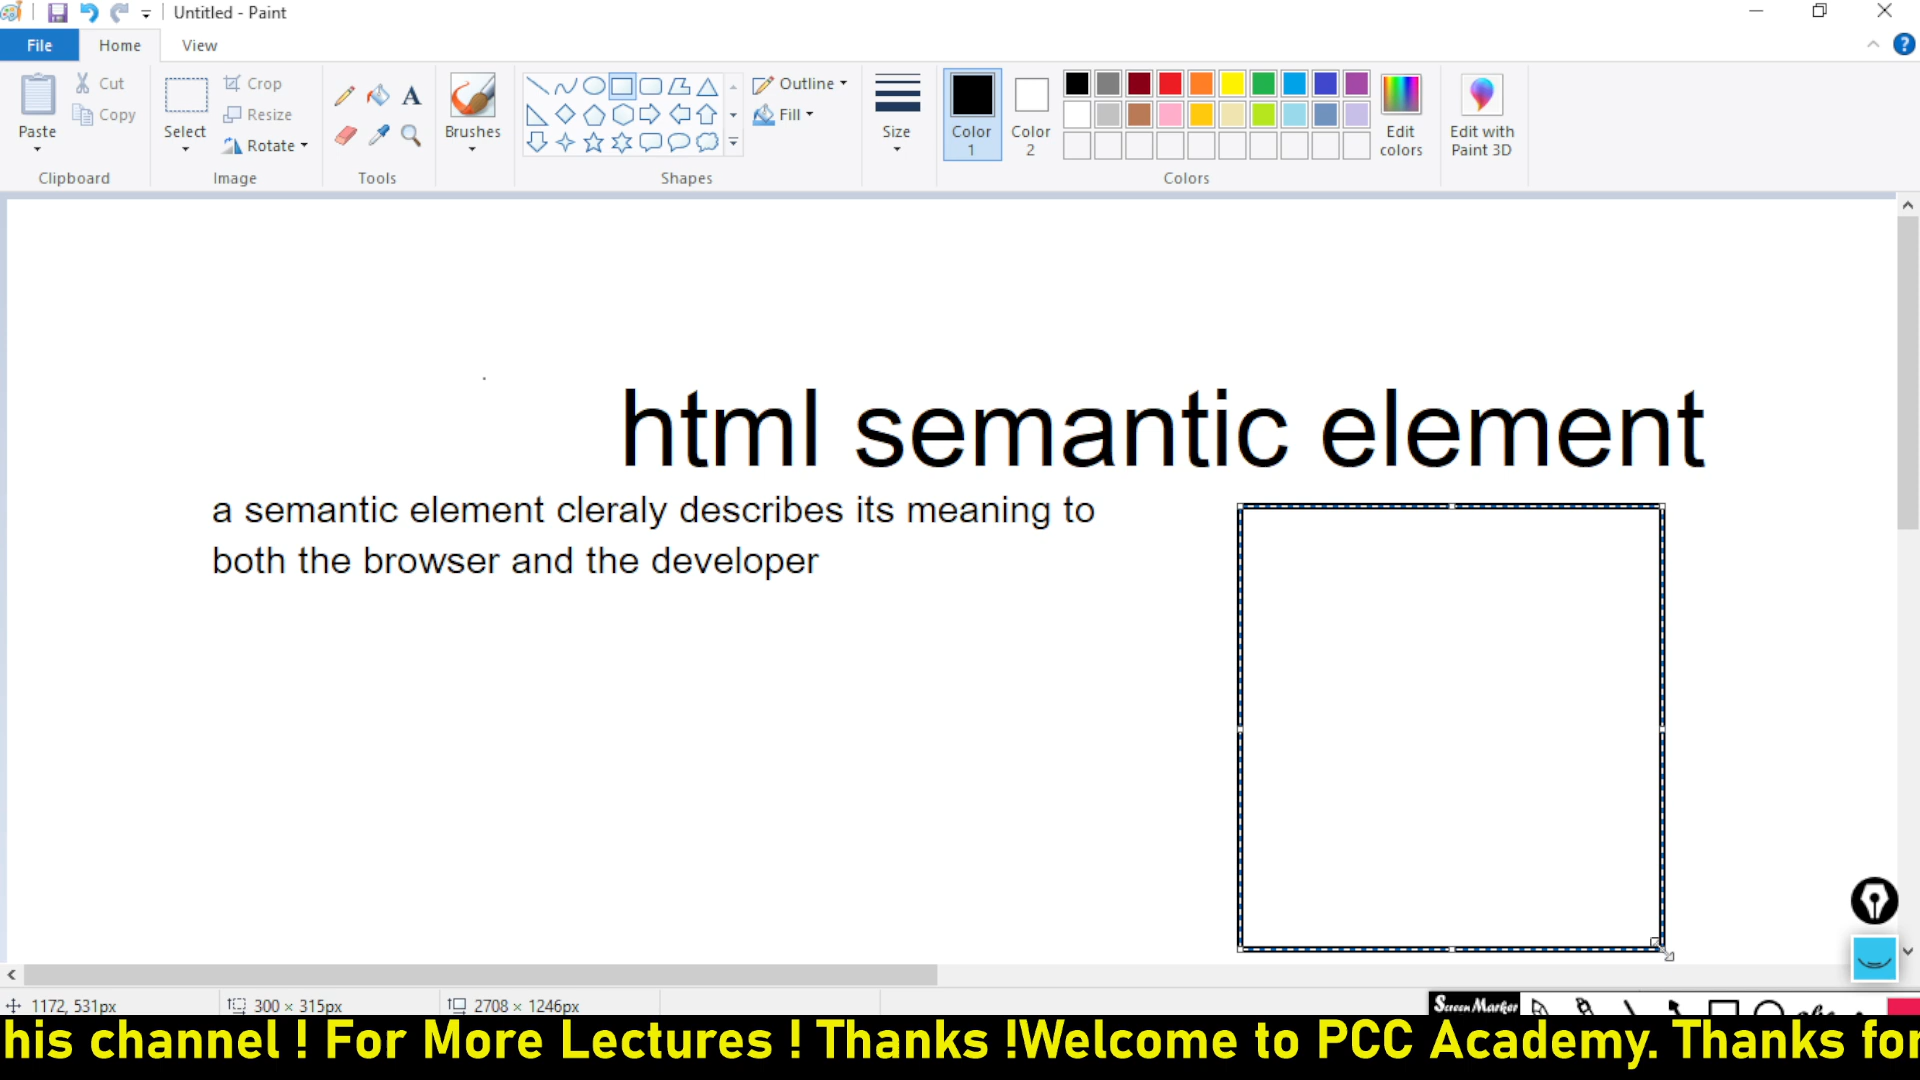 Untitled - Paint
File Home View
Paste
Cut
Copy
Clipboard
Select
Crop
Resize
Rotate
Image
A
Tools
Brushes
Shapes
Outline
Fill
Size
Color
1
Color
2
Edit
colors
Colors
Edit with
Paint 3D
?
html semantic element
a semantic element cleraly describes its meaning to
both the browser and the developer
1172, 531px 300 × 315px 2708 × 1246px
Screen Marker
his channel ! For More Lectures ! Thanks !Welcome to PCC Academy. Thanks for